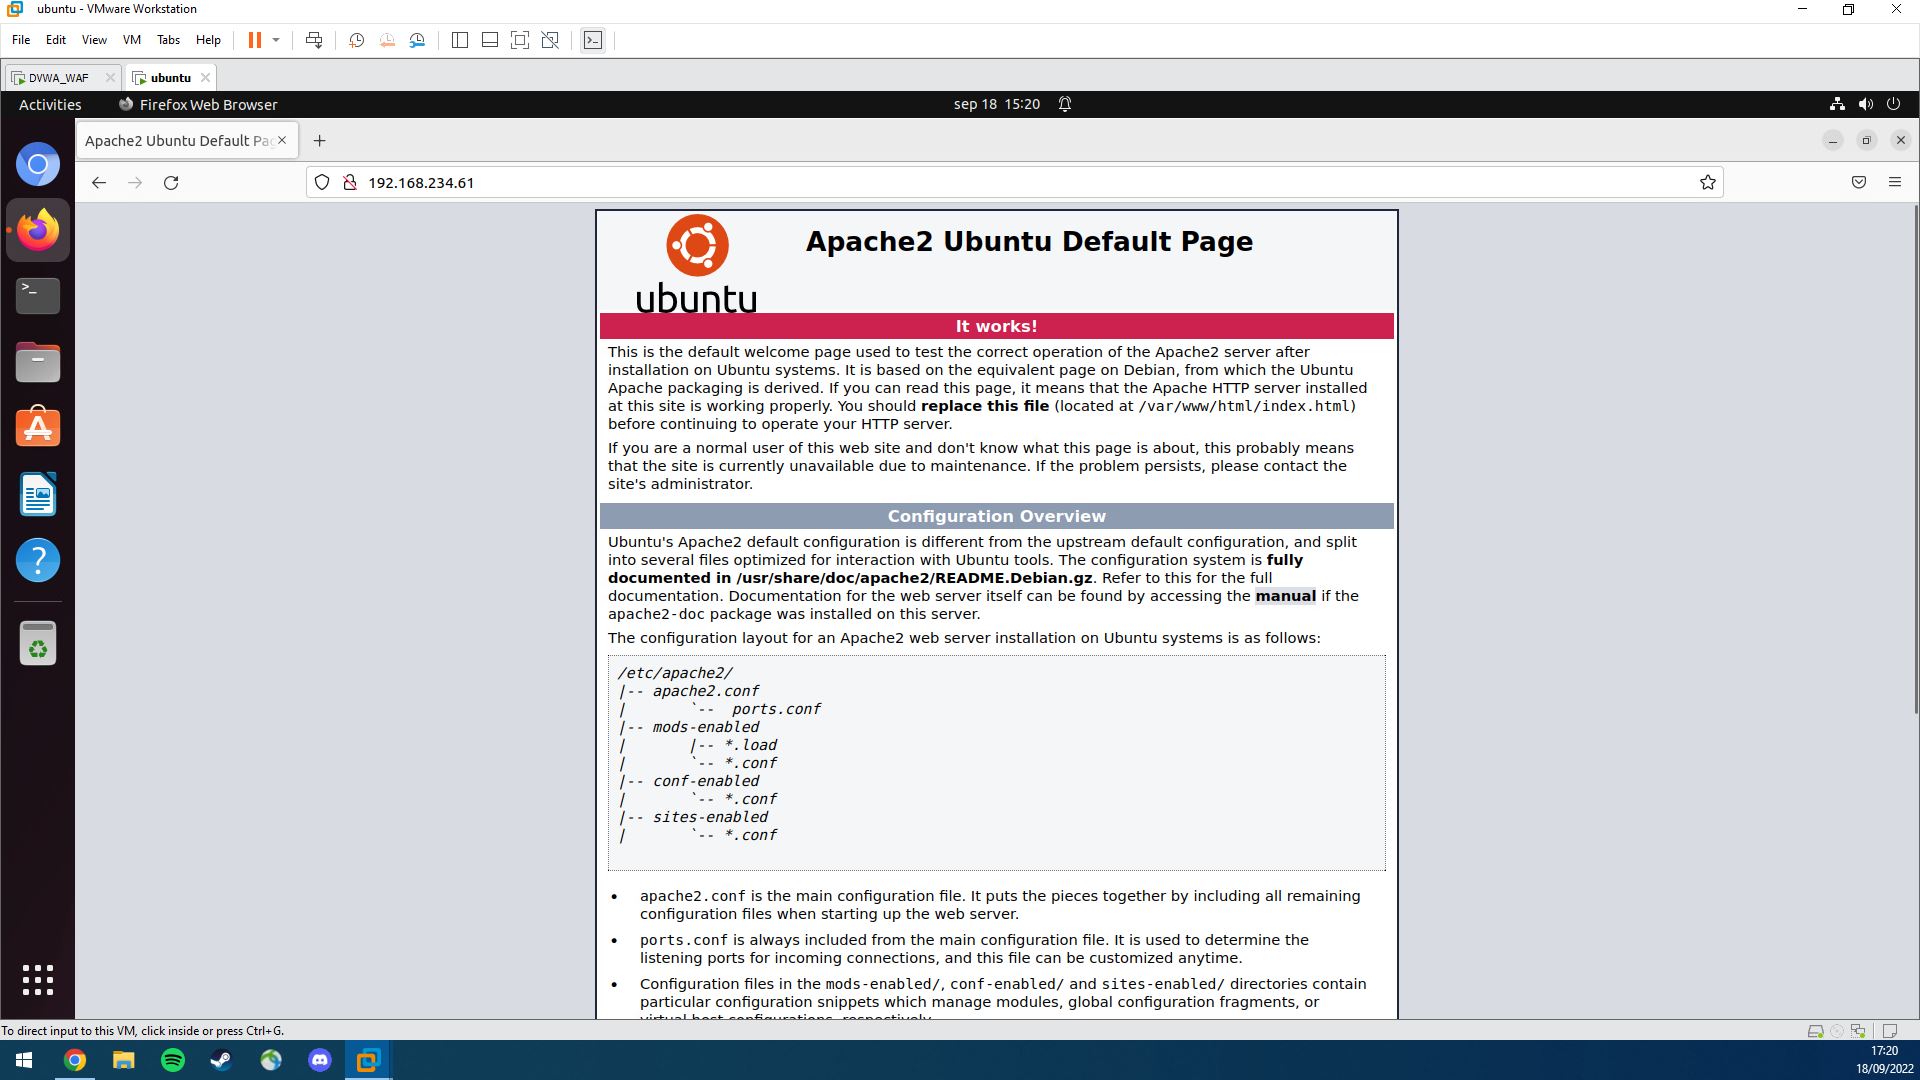 ubuntu - VMware Workstation
File Edit View VM Tabs Help
DVWA_WAF ubuntu
Activities Firefox Web Browser sep 18 15:20
Apache2 Ubuntu Default Pag
192.168.234.61
ubuntu
Apache2 Ubuntu Default Page
It works!
This is the default welcome page used to test the correct operation of the Apache2 server after
installation on Ubuntu systems. It is based on the equivalent page on Debian, from which the Ubuntu
Apache packaging is derived. If you can read this page, it means that the Apache HTTP server installed
at this site is working properly. You should replace this file (located at /var/www/html/index.html)
before continuing to operate your HTTP server.
If you are a normal user of this web site and don't know what this page is about, this probably means
that the site is currently unavailable due to maintenance. If the problem persists, please contact the
site's administrator.
Configuration Overview
Ubuntu's Apache2 default configuration is different from the upstream default configuration, and split
into several files optimized for interaction with Ubuntu tools. The configuration system is fully
documented in /usr/share/doc/apache2/README.Debian.gz. Refer to this for the full
documentation. Documentation for the web server itself can be found by accessing the manual if the
apache2-doc package was installed on this server.
The configuration layout for an Apache2 web server installation on Ubuntu systems is as follows:
/etc/apache2/
|-- apache2.conf
|       `--  ports.conf
|-- mods-enabled
|       |-- *.load
|       `-- *.conf
|-- conf-enabled
|       `-- *.conf
|-- sites-enabled
|       `-- *.conf
• apache2.conf is the main configuration file. It puts the pieces together by including all remaining
configuration files when starting up the web server.
• ports.conf is always included from the main configuration file. It is used to determine the
listening ports for incoming connections, and this file can be customized anytime.
• Configuration files in the mods-enabled/, conf-enabled/ and sites-enabled/ directories contain
particular configuration snippets which manage modules, global configuration fragments, or
virtual host configurations, respectively.
To direct input to this VM, click inside or press Ctrl+G.
17:20
18/09/2022